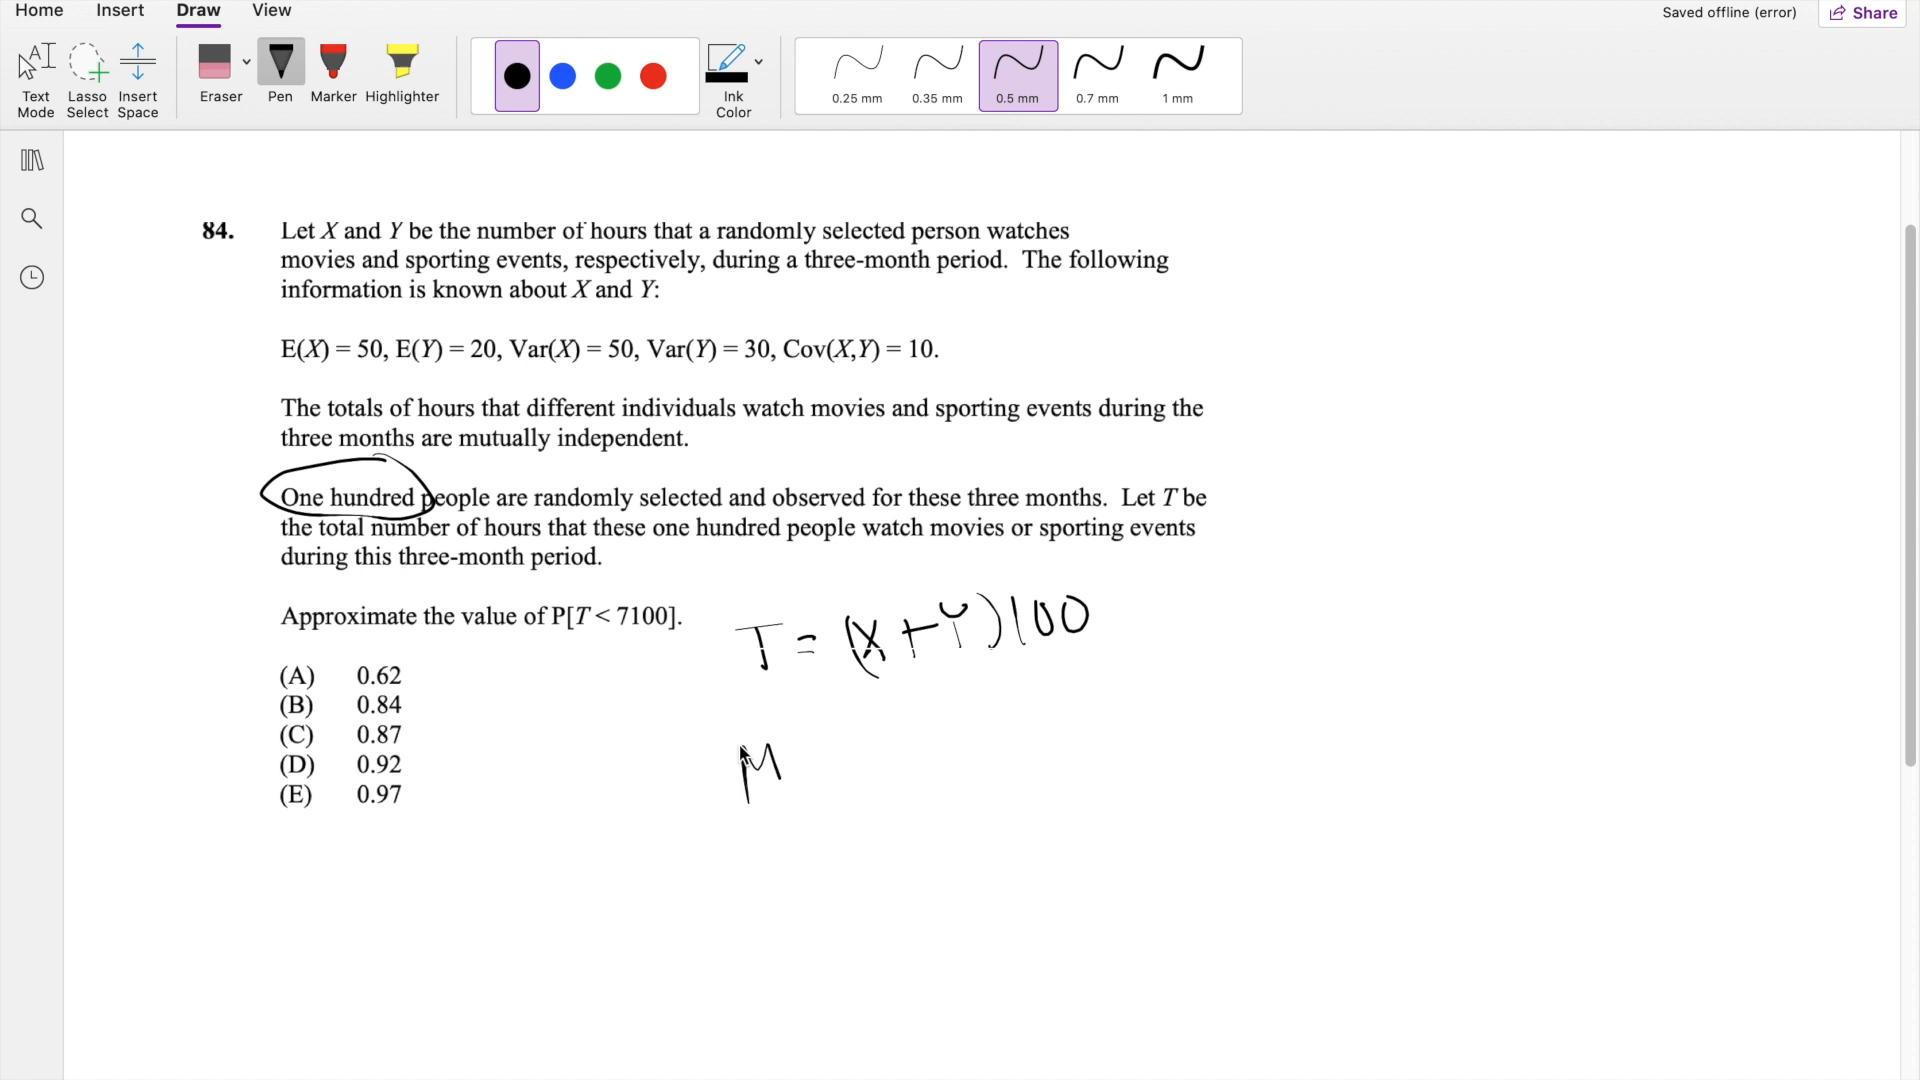 Home Insert Draw View
Saved offline (error) Share
Text Mode
Lasso Select
Insert Space
Eraser
Pen
Marker
Highlighter
Ink Color
0.25 mm
0.35 mm
0.5 mm
0.7 mm
1 mm
84. Let X and Y be the number of hours that a randomly selected person watches
movies and sporting events, respectively, during a three-month period. The following
information is known about X and Y:
E(X) = 50, E(Y) = 20, Var(X) = 50, Var(Y) = 30, Cov(X,Y) = 10.
The totals of hours that different individuals watch movies and sporting events during the
three months are mutually independent.
One hundred people are randomly selected and observed for these three months. Let T be
the total number of hours that these one hundred people watch movies or sporting events
during this three-month period.
Approximate the value of P[T < 7100].
T = (X+Y)100
(A) 0.62
(B) 0.84
(C) 0.87
(D) 0.92
(E) 0.97
M